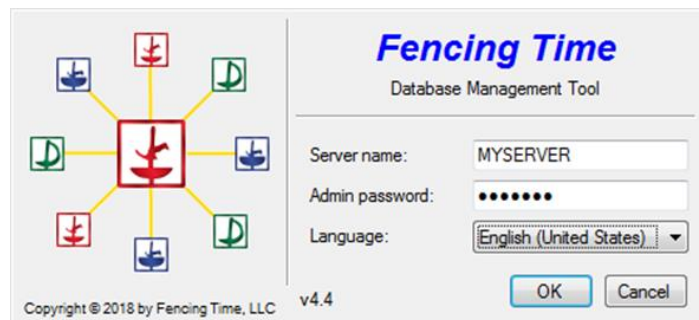 Fencing Time
Database Management Tool
Server name: MYSERVER
Admin password: •••••••
Language: English (United States)
v4.4
OK Cancel
Copyright © 2018 by Fencing Time, LLC